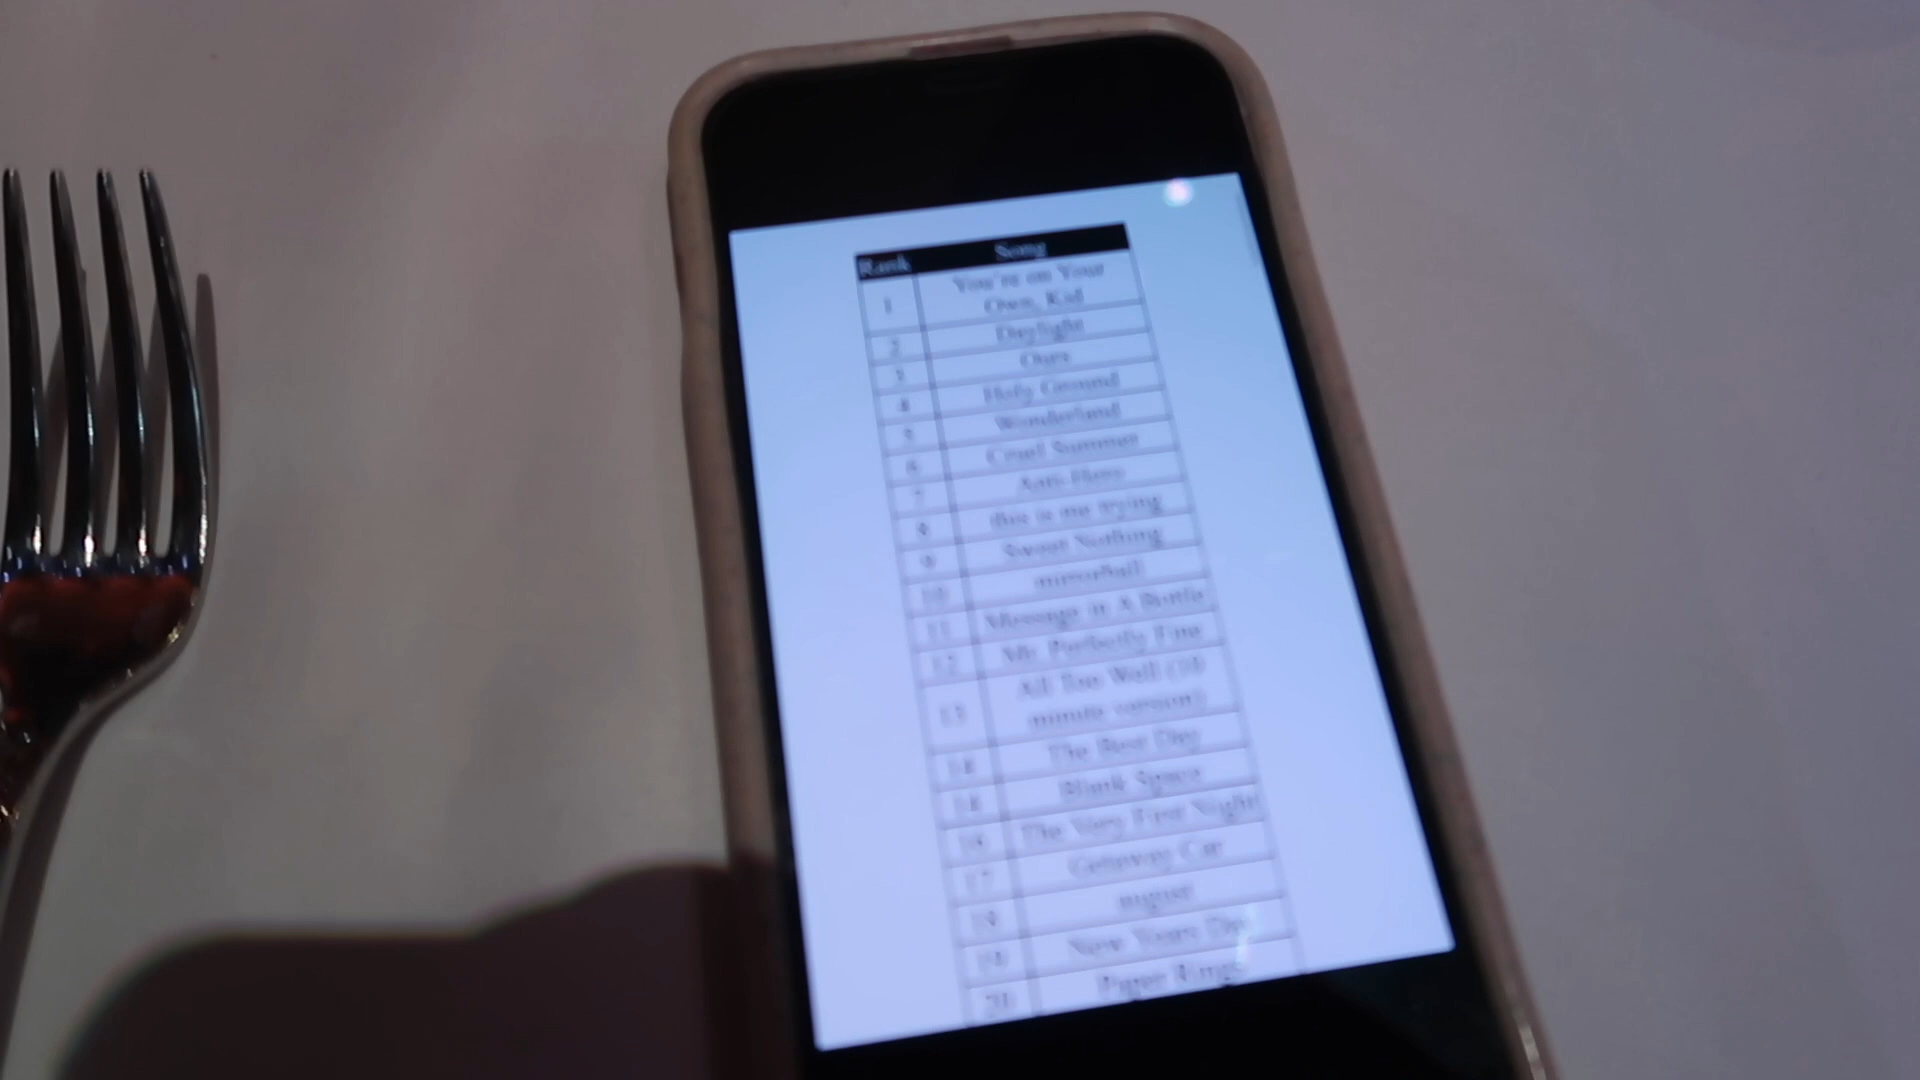 Rank Song
1 You're on Your
Own, Kid
2 Daylight
3 Ours
4 Holy Ground
5 Wonderland
6 Cruel Summer
7 Anti-Hero
8 this is me trying
9 Sweet Nothing
10 mirrorball
11 Message in A Bottle
12 Mr. Perfectly Fine
13 All Too Well (10
minute version)
14 The Best Day
Blank Space
16 The Very First Night
17 Getaway Car
august
New Years Day
20 Paper Rings